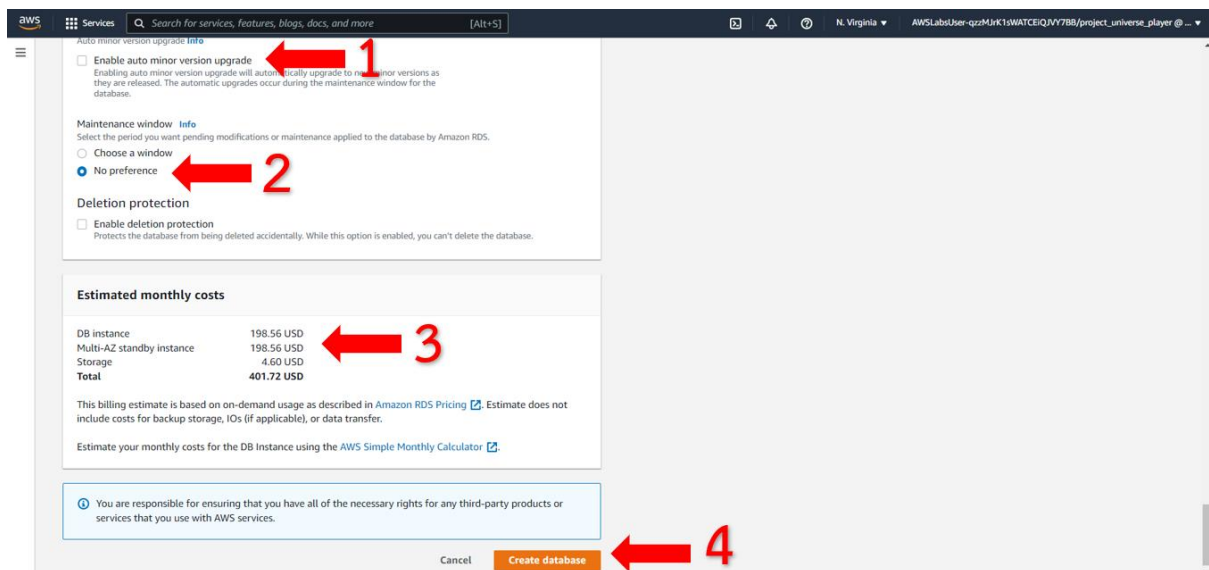 aws Services Search for services, features, blogs, docs, and more [Alt+S] N. Virginia AWSLabsUser-qzzMJrK1sWATCEiQJVY7BB/project_universe_player @ ...
Auto minor version upgrade Info
Enable auto minor version upgrade 1
Enabling auto minor version upgrade will automatically upgrade to new minor versions as
they are released. The automatic upgrades occur during the maintenance window for the
database.
Maintenance window Info
Select the period you want pending modifications or maintenance applied to the database by Amazon RDS.
Choose a window
No preference 2
Deletion protection
Enable deletion protection
Protects the database from being deleted accidentally. While this option is enabled, you can't delete the database.
Estimated monthly costs
DB instance 198.56 USD
Multi-AZ standby instance 198.56 USD 3
Storage 4.60 USD
Total 401.72 USD
This billing estimate is based on on-demand usage as described in Amazon RDS Pricing. Estimate does not
include costs for backup storage, IOs (if applicable), or data transfer.
Estimate your monthly costs for the DB Instance using the AWS Simple Monthly Calculator.
You are responsible for ensuring that you have all of the necessary rights for any third-party products or
services that you use with AWS services.
Cancel Create database 4